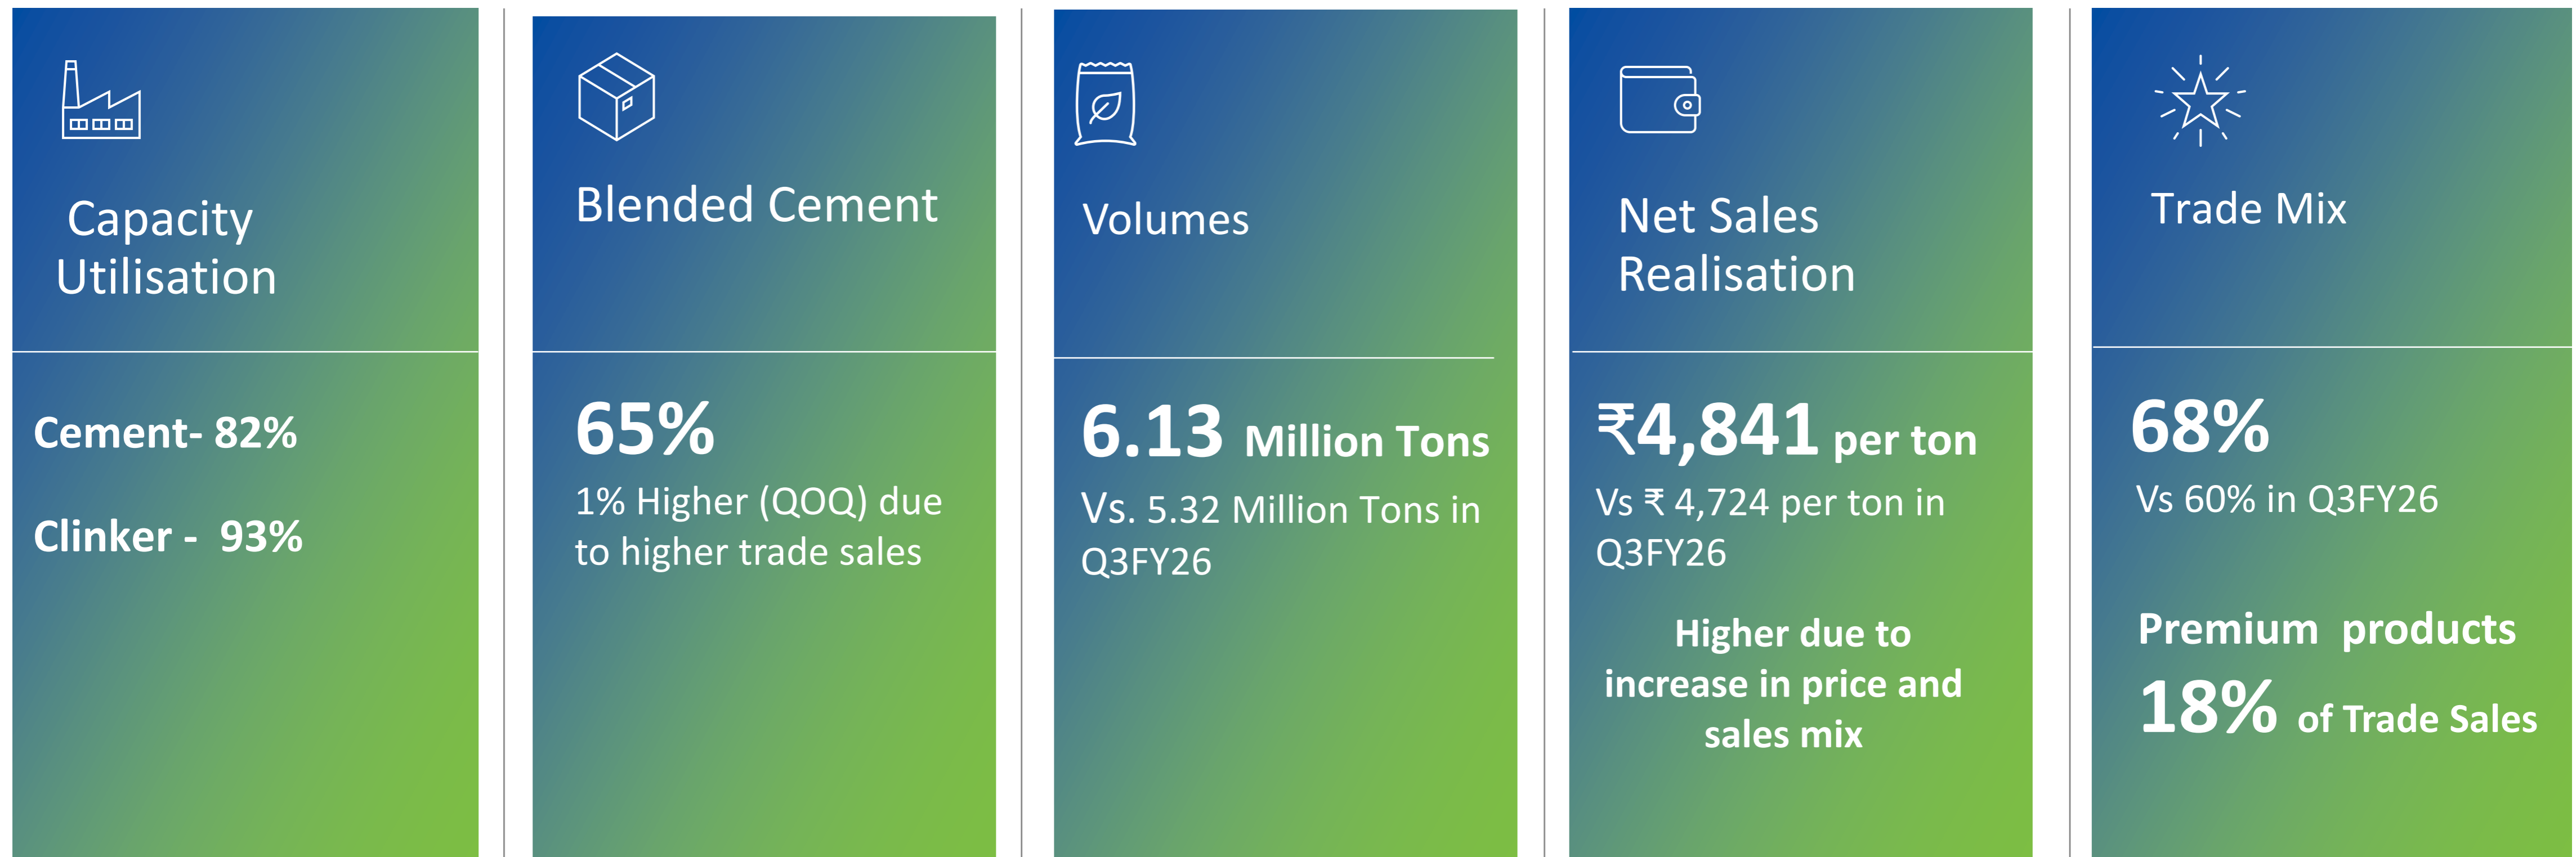 Capacity
Utilisation
Cement- 82%
Clinker -  93%
Blended Cement
65%
1% Higher (QOQ) due
to higher trade sales
Volumes
6.13 Million Tons
Vs. 5.32 Million Tons in
Q3FY26
Net Sales
Realisation
₹4,841 per ton
Vs ₹ 4,724 per ton in
Q3FY26
Higher due to
increase in price and
sales mix
Trade Mix
68%
Vs 60% in Q3FY26
Premium  products
18% of Trade Sales